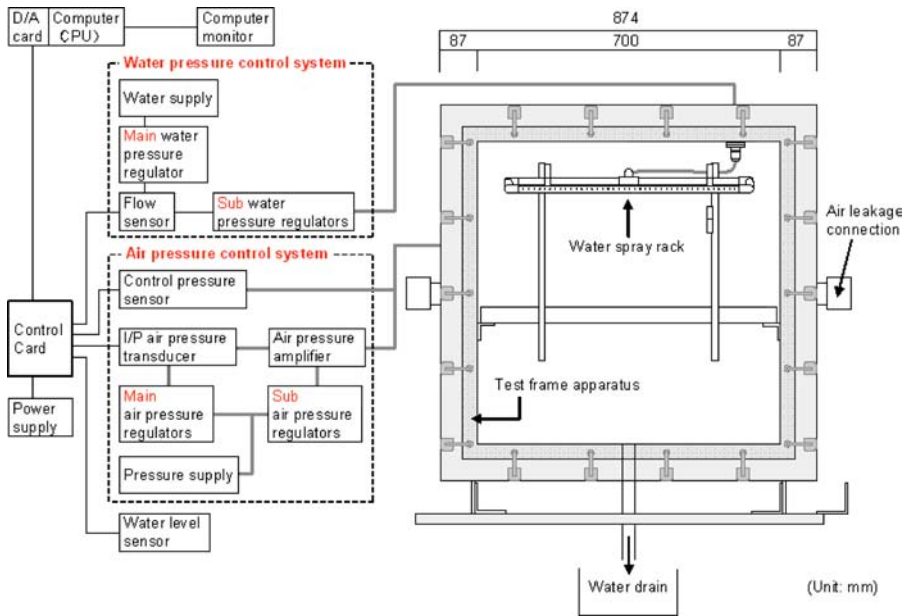 D/A card
Computer CPU)
Computer monitor
Water pressure control system
Water supply
Main water pressure regulator
Flow sensor
Sub water pressure regulators
Air pressure control system
Control pressure sensor
Control Card
I/P air pressure transducer
Air pressure amplifier
Main air pressure regulators
Sub air pressure regulators
Power supply
Pressure supply
Water level sensor
874
87
700
87
Water spray rack
Air leakage connection
Test frame apparatus
Water drain
(Unit: mm)